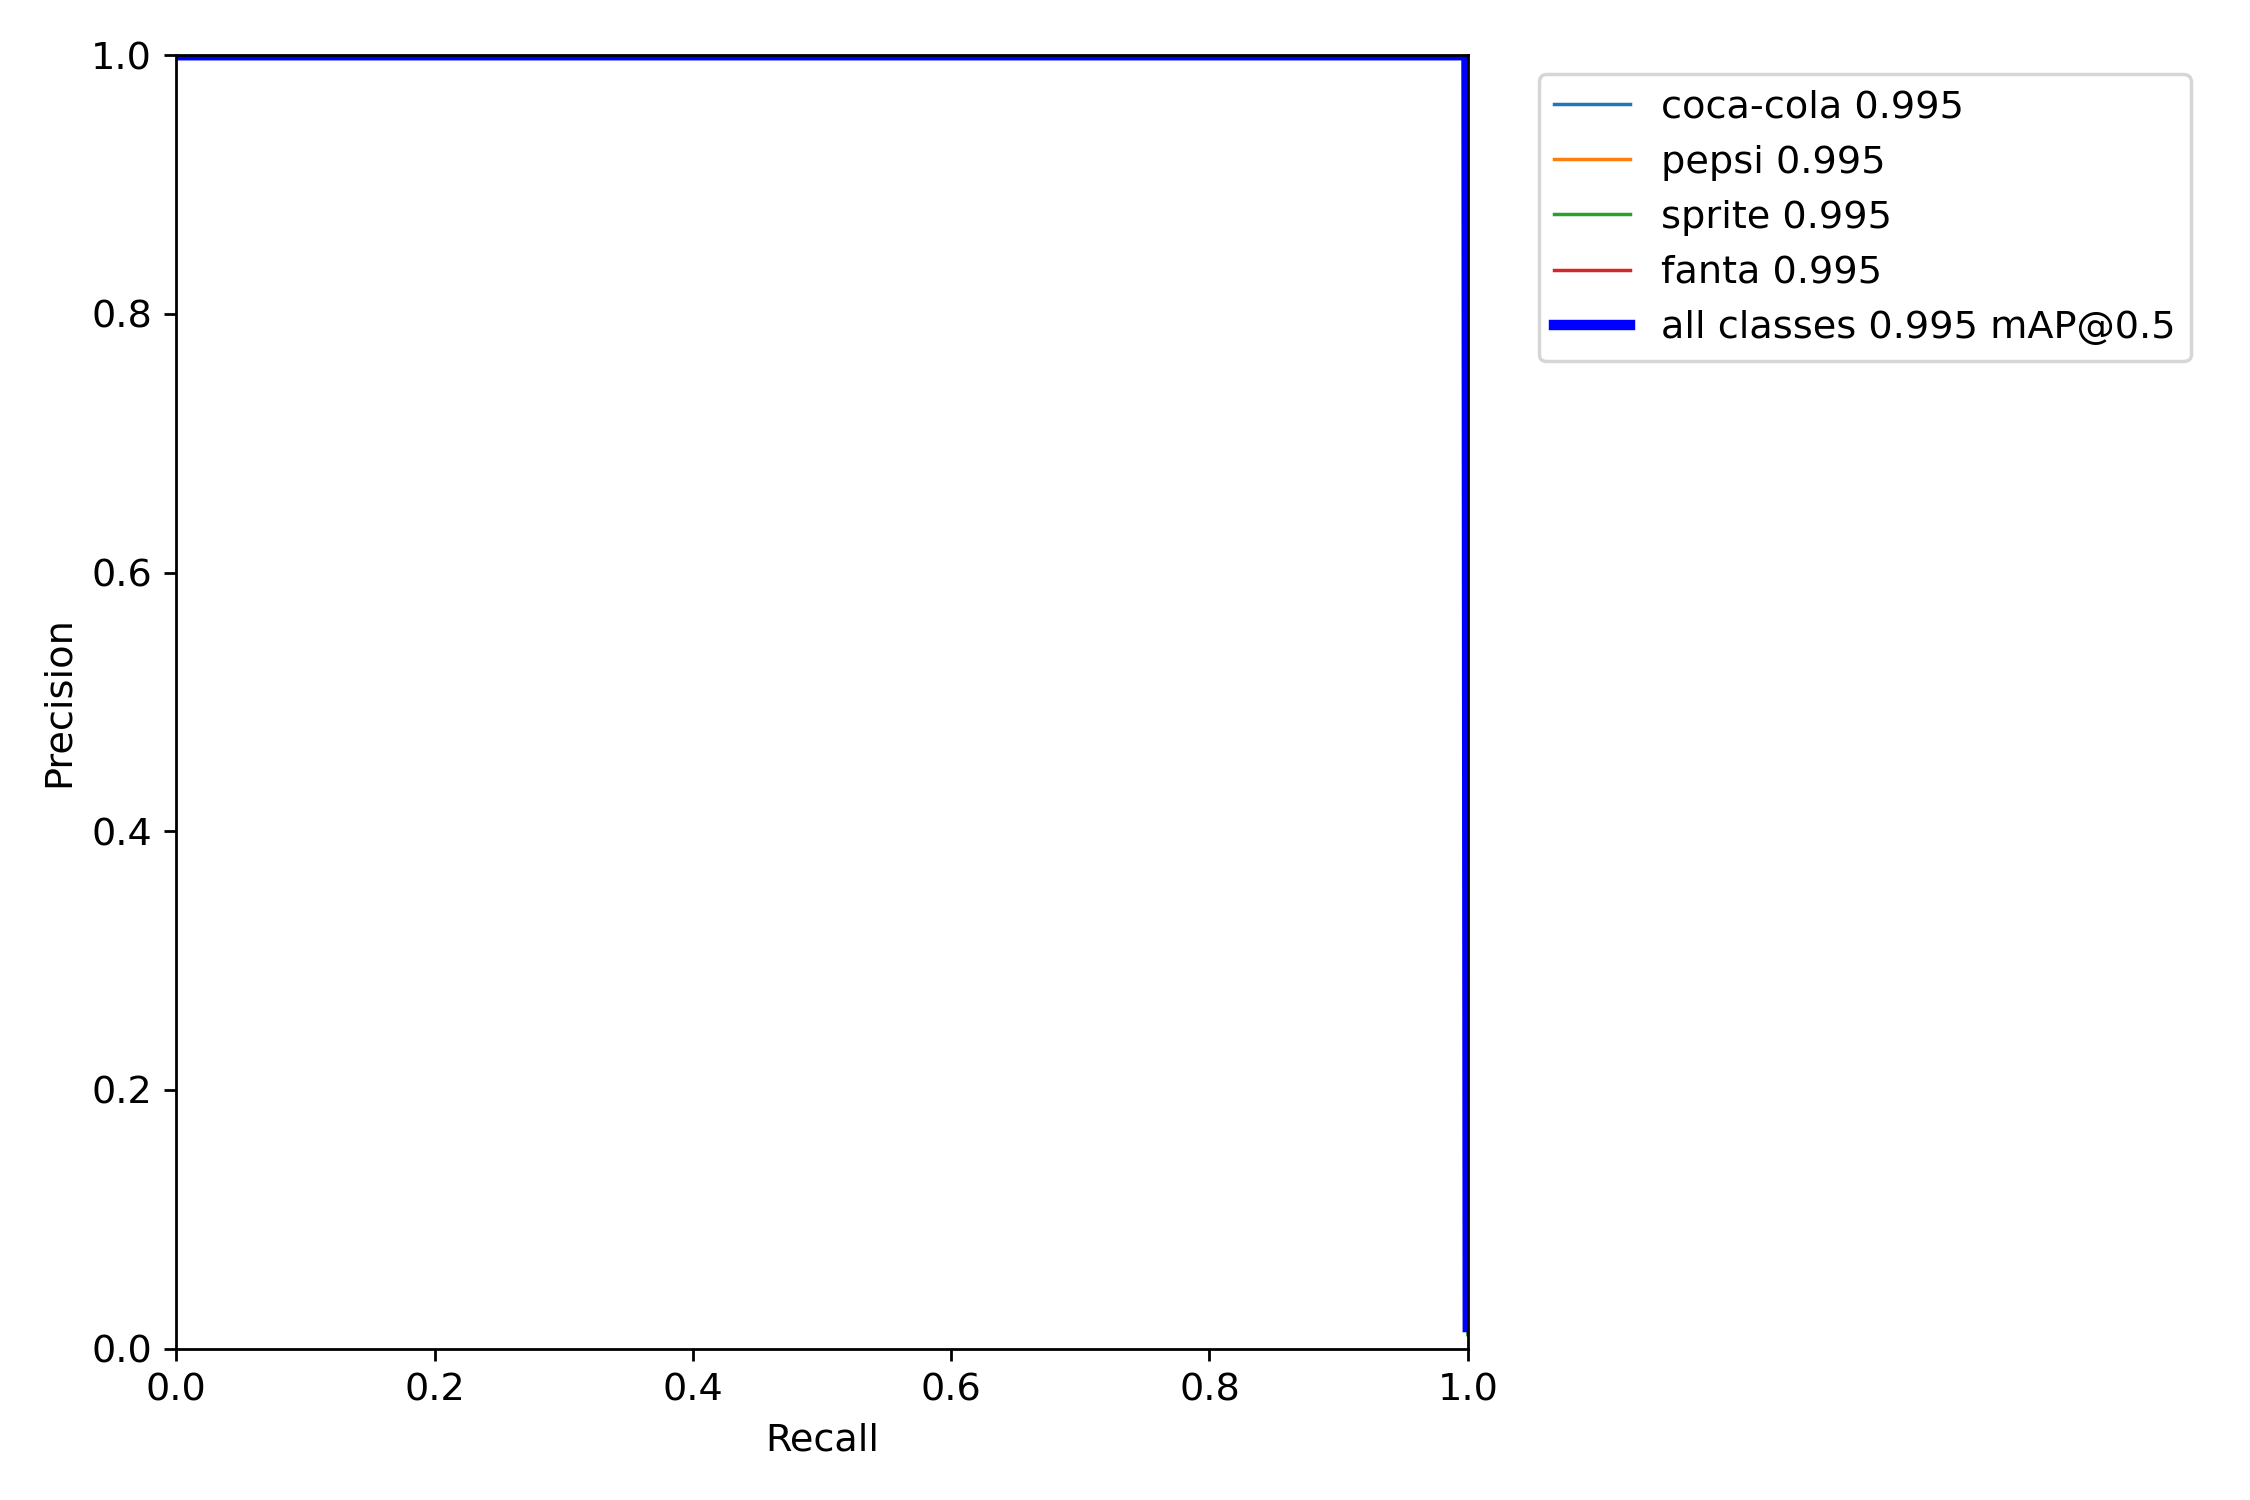 1.0
0.8
0.6
0.4
0.2
0.0
Precision
0.0 0.2 0.4 0.6 0.8 1.0
Recall
coca-cola 0.995
pepsi 0.995
sprite 0.995
fanta 0.995
all classes 0.995 mAP@0.5